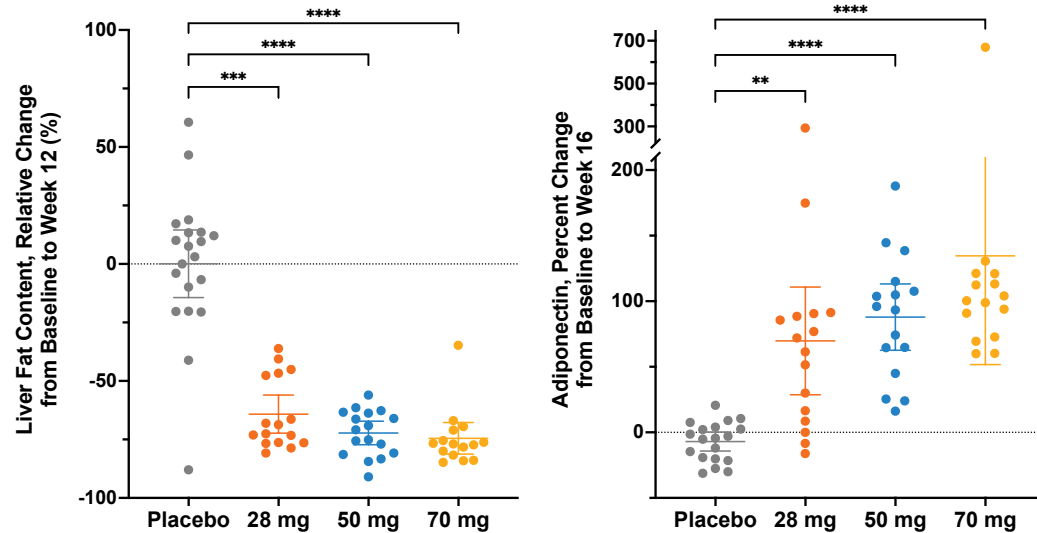 Liver Fat Content, Relative Change
from Baseline to Week 12 (%)
100
50
0
-50
-100
****
****
***
Placebo 28 mg 50 mg 70 mg
Adiponectin, Percent Change
from Baseline to Week 16
700
500
300
200
100
0
****
****
**
Placebo 28 mg 50 mg 70 mg